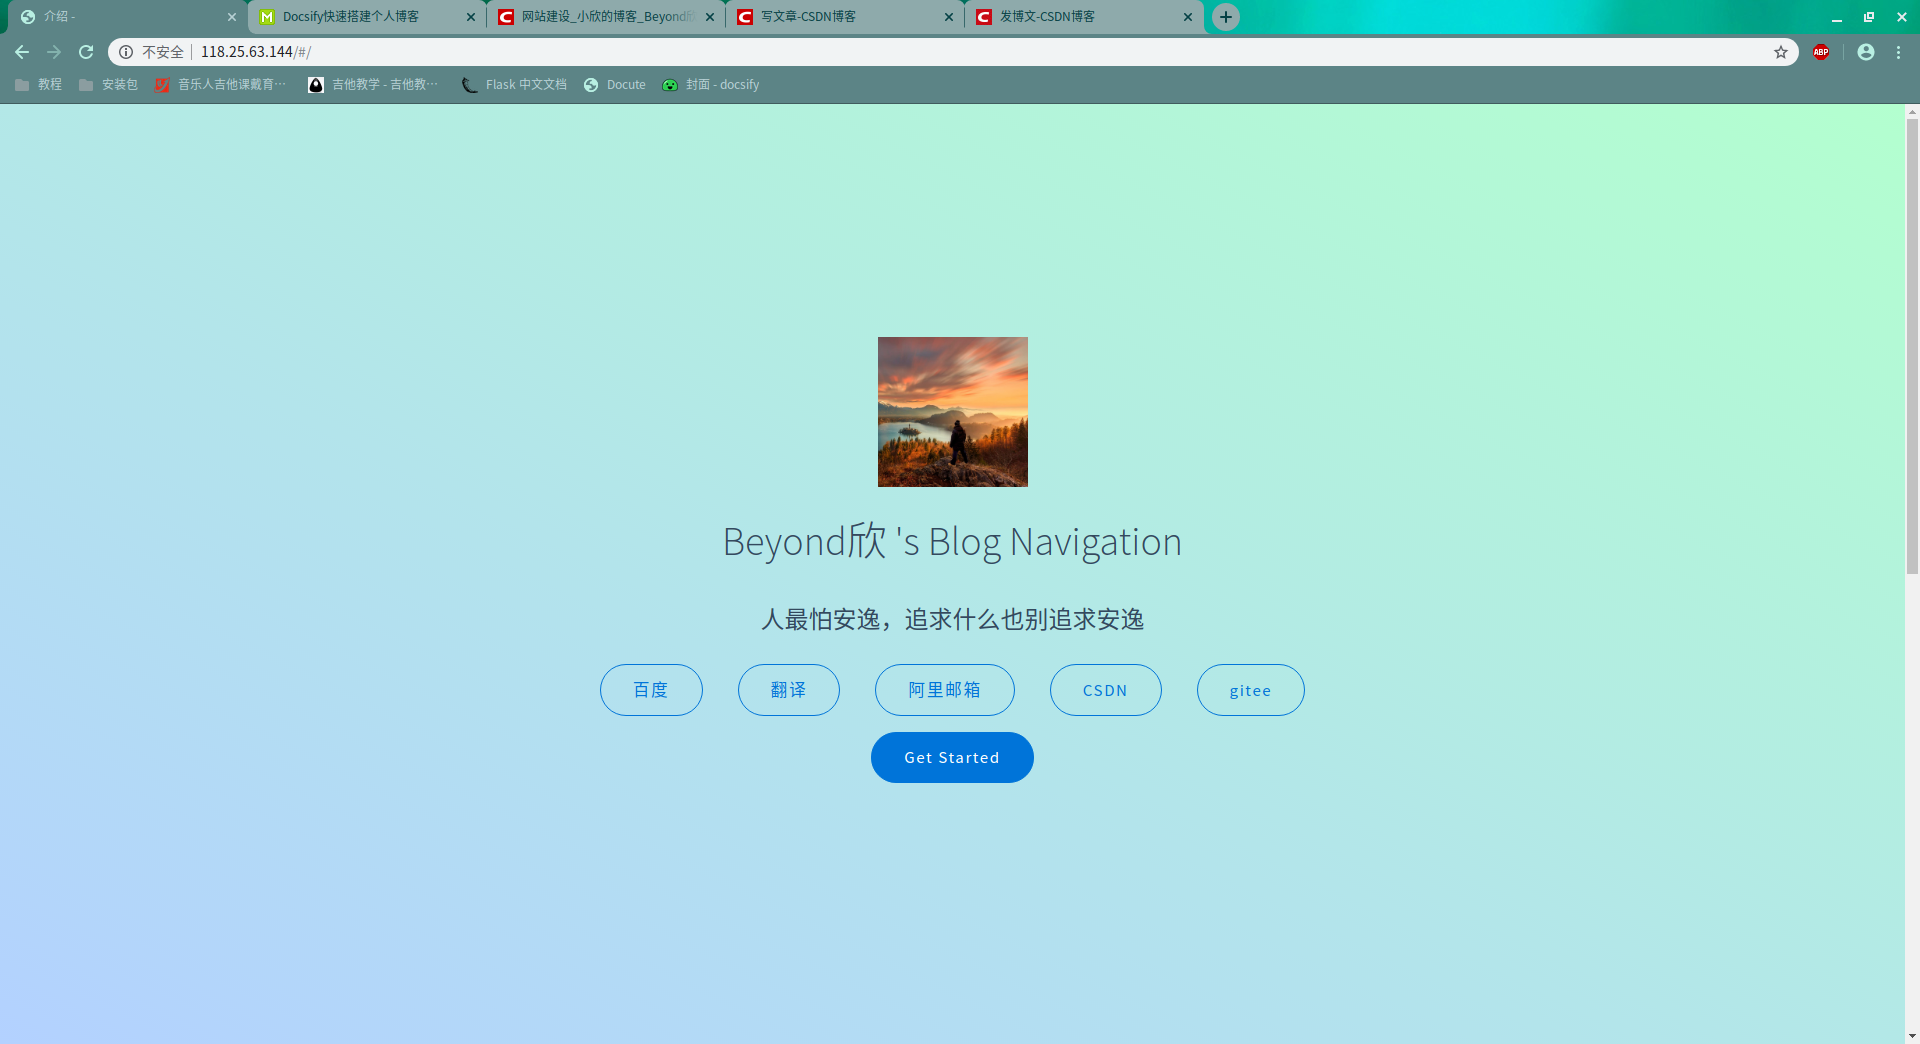 介绍 -
Docsify快速搭建个人博客
网站建设_小欣的博客_Beyond欣
写文章-CSDN博客
发博文-CSDN博客
不安全 118.25.63.144/#/
ABP
教程 安装包 音乐人吉他课戴育… 吉他教学 - 吉他教… Flask 中文文档 Docute 封面 - docsify
Beyond欣 's Blog Navigation
人最怕安逸，追求什么也别追求安逸
百度 翻译 阿里邮箱 CSDN gitee
Get Started